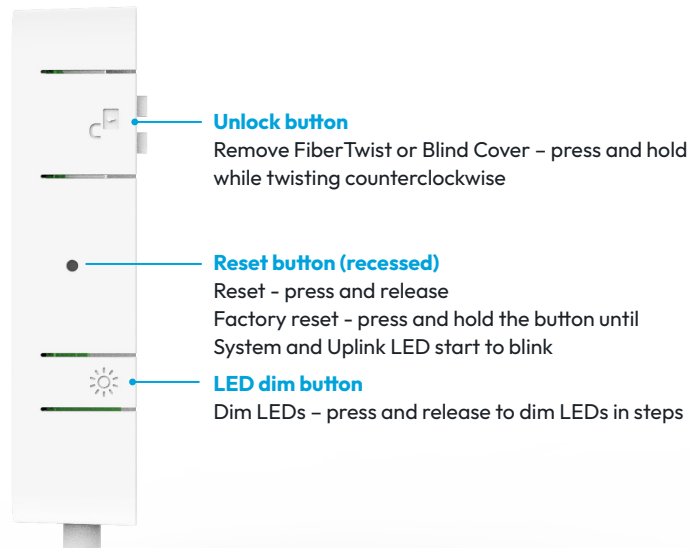 Unlock button
Remove FiberTwist or Blind Cover – press and hold
while twisting counterclockwise
Reset button (recessed)
Reset - press and release
Factory reset - press and hold the button until
System and Uplink LED start to blink
LED dim button
Dim LEDs – press and release to dim LEDs in steps